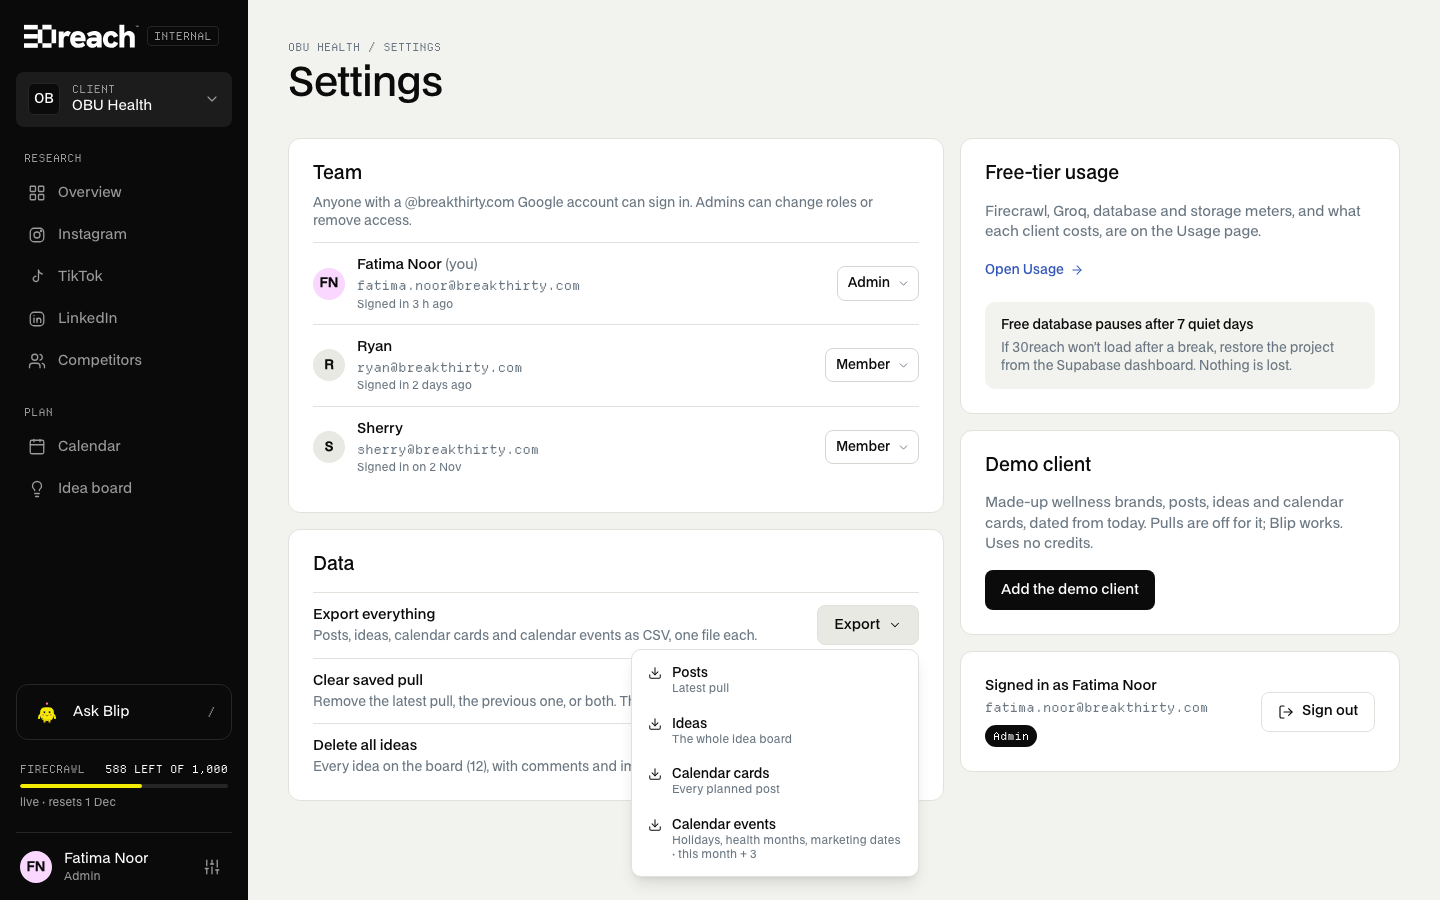 30reach
INTERNAL
OB
CLIENT
OBU Health
RESEARCH
Overview
Instagram
TikTok
LinkedIn
Competitors
PLAN
Calendar
Idea board
Ask Blip
/
FIRECRAWL
588 LEFT OF 1,000
live · resets 1 Dec
FN
Fatima Noor
Admin
OBU HEALTH / SETTINGS
Settings
Team
Anyone with a @breakthirty.com Google account can sign in. Admins can change roles or
remove access.
FN
Fatima Noor (you)
fatima.noor@breakthirty.com
Signed in 3 h ago
Admin
R
Ryan
ryan@breakthirty.com
Signed in 2 days ago
Member
S
Sherry
sherry@breakthirty.com
Signed in on 2 Nov
Member
Data
Export everything
Posts, ideas, calendar cards and calendar events as CSV, one file each.
Export
Clear saved pull
Remove the latest pull, the previous one, or both.
Delete all ideas
Every idea on the board (12), with comments and
Posts
Latest pull
Ideas
The whole idea board
Calendar cards
Every planned post
Calendar events
Holidays, health months, marketing dates
· this month + 3
Free-tier usage
Firecrawl, Groq, database and storage meters, and what
each client costs, are on the Usage page.
Open Usage →
Free database pauses after 7 quiet days
If 30reach won't load after a break, restore the project
from the Supabase dashboard. Nothing is lost.
Demo client
Made-up wellness brands, posts, ideas and calendar
cards, dated from today. Pulls are off for it; Blip works.
Uses no credits.
Add the demo client
Signed in as Fatima Noor
fatima.noor@breakthirty.com
Admin
Sign out